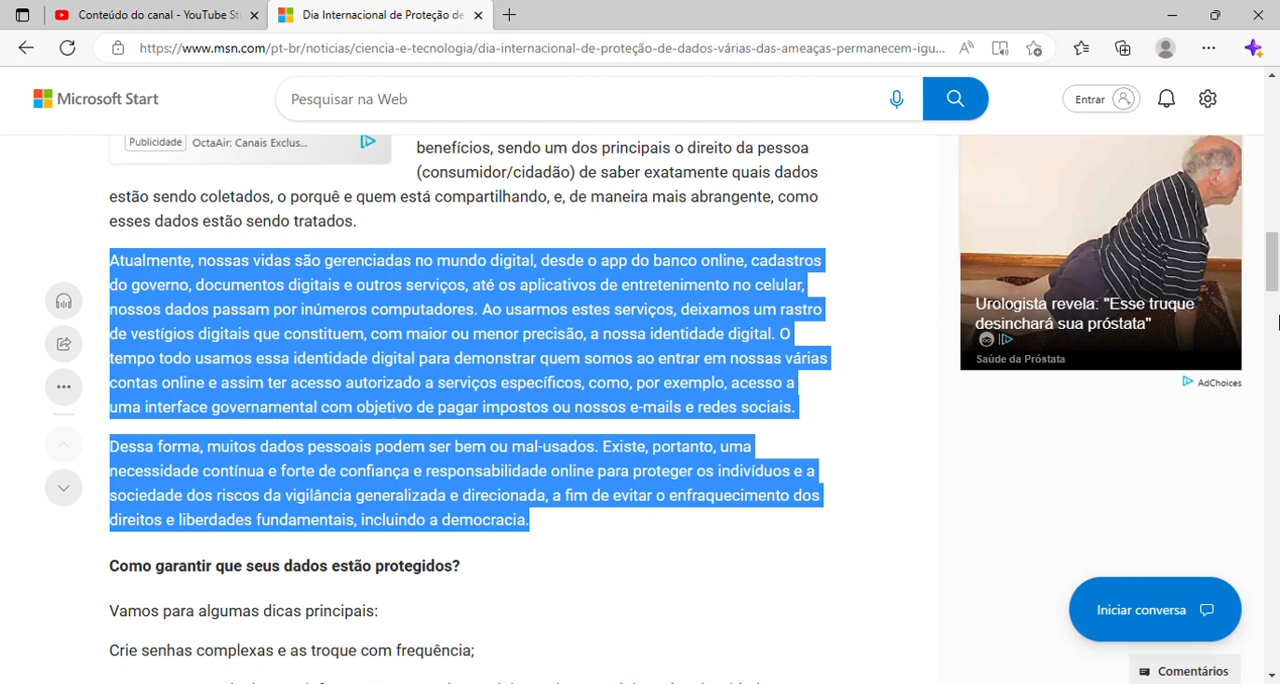 Conteúdo do canal - YouTube St
Dia Internacional de Proteção de
https://www.msn.com/pt-br/noticias/ciencia-e-tecnologia/dia-internacional-de-proteção-de-dados-várias-das-ameaças-permanecem-igu...
Microsoft Start
Pesquisar na Web
Entrar
Publicidade OctaAir: Canais Exclus...
benefícios, sendo um dos principais o direito da pessoa
(consumidor/cidadão) de saber exatamente quais dados
estão sendo coletados, o porquê e quem está compartilhando, e, de maneira mais abrangente, como
esses dados estão sendo tratados.
Atualmente, nossas vidas são gerenciadas no mundo digital, desde o app do banco online, cadastros
do governo, documentos digitais e outros serviços, até os aplicativos de entretenimento no celular,
nossos dados passam por inúmeros computadores. Ao usarmos estes serviços, deixamos um rastro
de vestígios digitais que constituem, com maior ou menor precisão, a nossa identidade digital. O
tempo todo usamos essa identidade digital para demonstrar quem somos ao entrar em nossas várias
contas online e assim ter acesso autorizado a serviços específicos, como, por exemplo, acesso a
uma interface governamental com objetivo de pagar impostos ou nossos e-mails e redes sociais.
Dessa forma, muitos dados pessoais podem ser bem ou mal-usados. Existe, portanto, uma
necessidade contínua e forte de confiança e responsabilidade online para proteger os indivíduos e a
sociedade dos riscos da vigilância generalizada e direcionada, a fim de evitar o enfraquecimento dos
direitos e liberdades fundamentais, incluindo a democracia.
Como garantir que seus dados estão protegidos?
Vamos para algumas dicas principais:
Crie senhas complexas e as troque com frequência;
Urologista revela: "Esse truque
desinchará sua próstata"
Saúde da Próstata
AdChoices
Iniciar conversa
Comentários